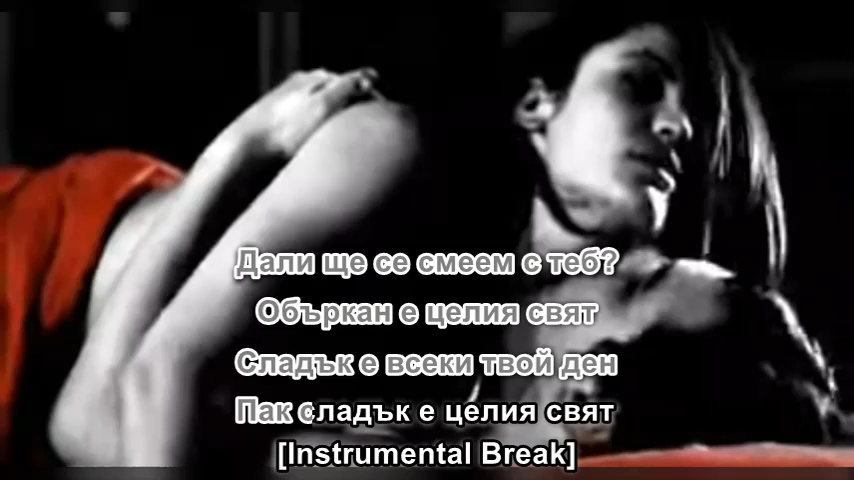 Дали ще се смеем с теб?
Объркан е целия свят
Сладък е всеки твой ден
Пак сладък е целия свят
[Instrumental Break]